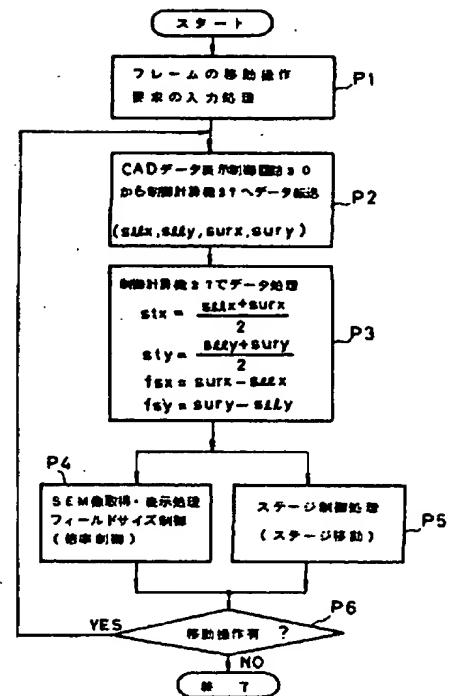 スタート
フレームの移動操作
要求の入力処理
P1
CADデータ表示制御回路30
から制御計算機37へデータ転送
(sllx,slly,surx,sury)
P2
制御計算機37でデータ処理
stx = sllx+surx
2
sty = slly+sury
2
fsx = surx−sllx
fsy = sury−slly
P3
P4
SEM像取得・表示処理
フィールドサイズ制御
(倍率制御)
ステージ制御処理
(ステージ移動)
P5
P6
YES
移動操作有 ?
NO
終 了